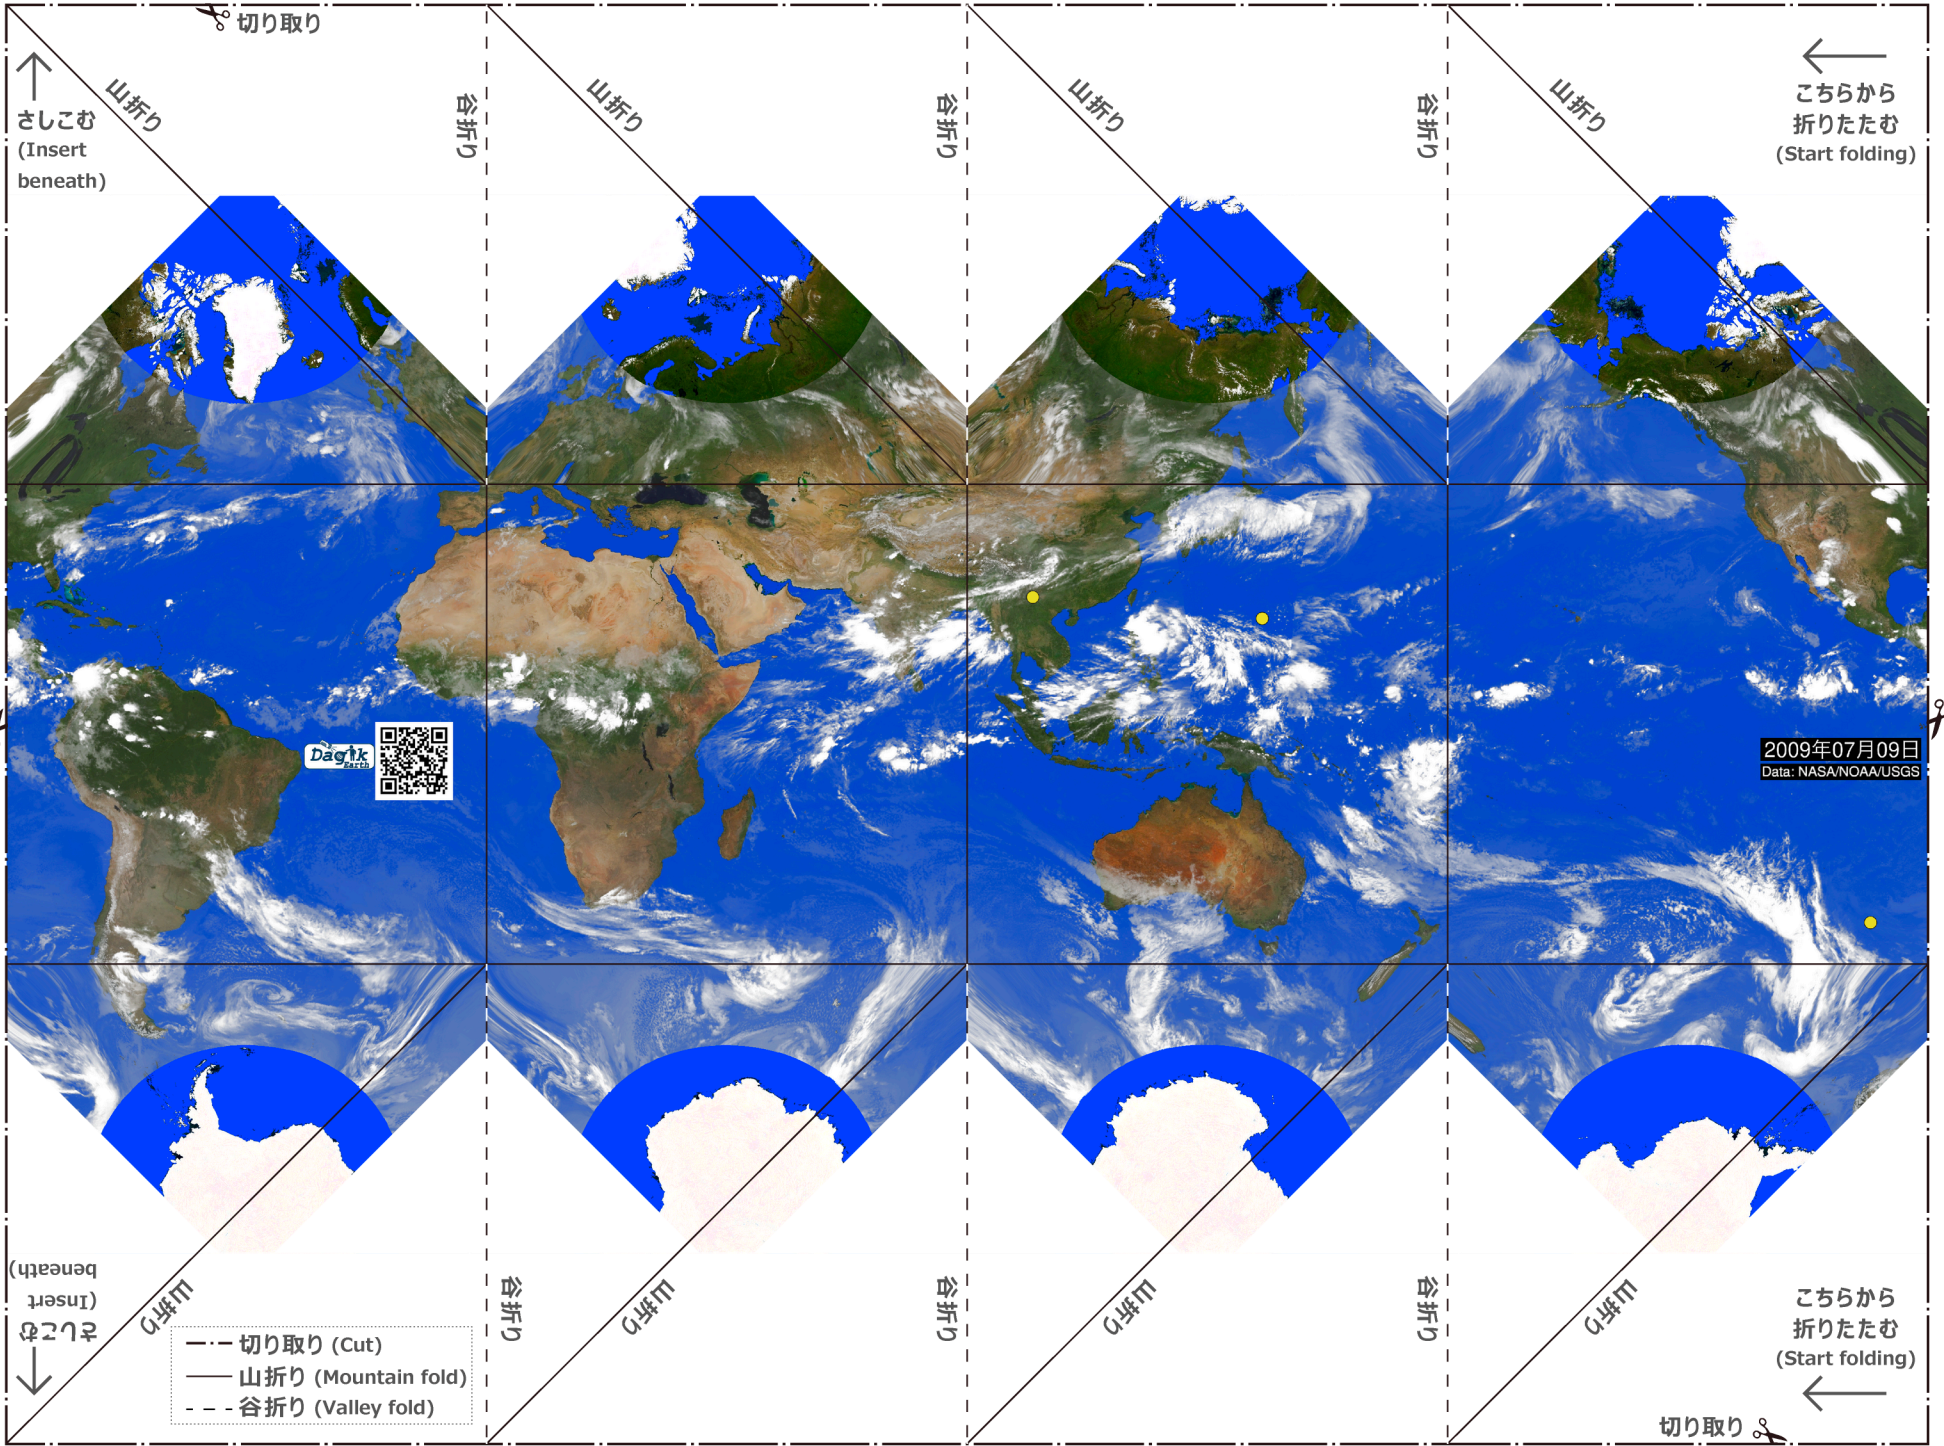 切り取り
山折り
谷折り
山折り
谷折り
山折り
谷折り
山折り
さしこむ
(Insert
beneath)
こちらから
折りたたむ
(Start folding)
Dagik
Earth
2009年07月09日
Data: NASA/NOAA/USGS
さしこむ
(Insert
beneath)
山折り
谷折り
山折り
谷折り
山折り
谷折り
山折り
こちらから
折りたたむ
(Start folding)
切り取り (Cut)
山折り (Mountain fold)
谷折り (Valley fold)
切り取り